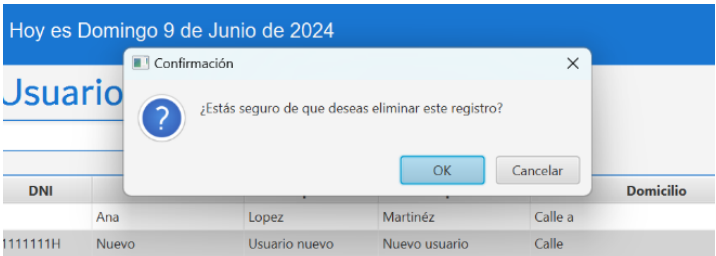 Hoy es Domingo 9 de Junio de 2024
Confirmación
Usuario
¿Estás seguro de que deseas eliminar este registro?
OK Cancelar
DNI Domicilio
Ana Lopez Martinéz Calle a
1111111H Nuevo Usuario nuevo Nuevo usuario Calle